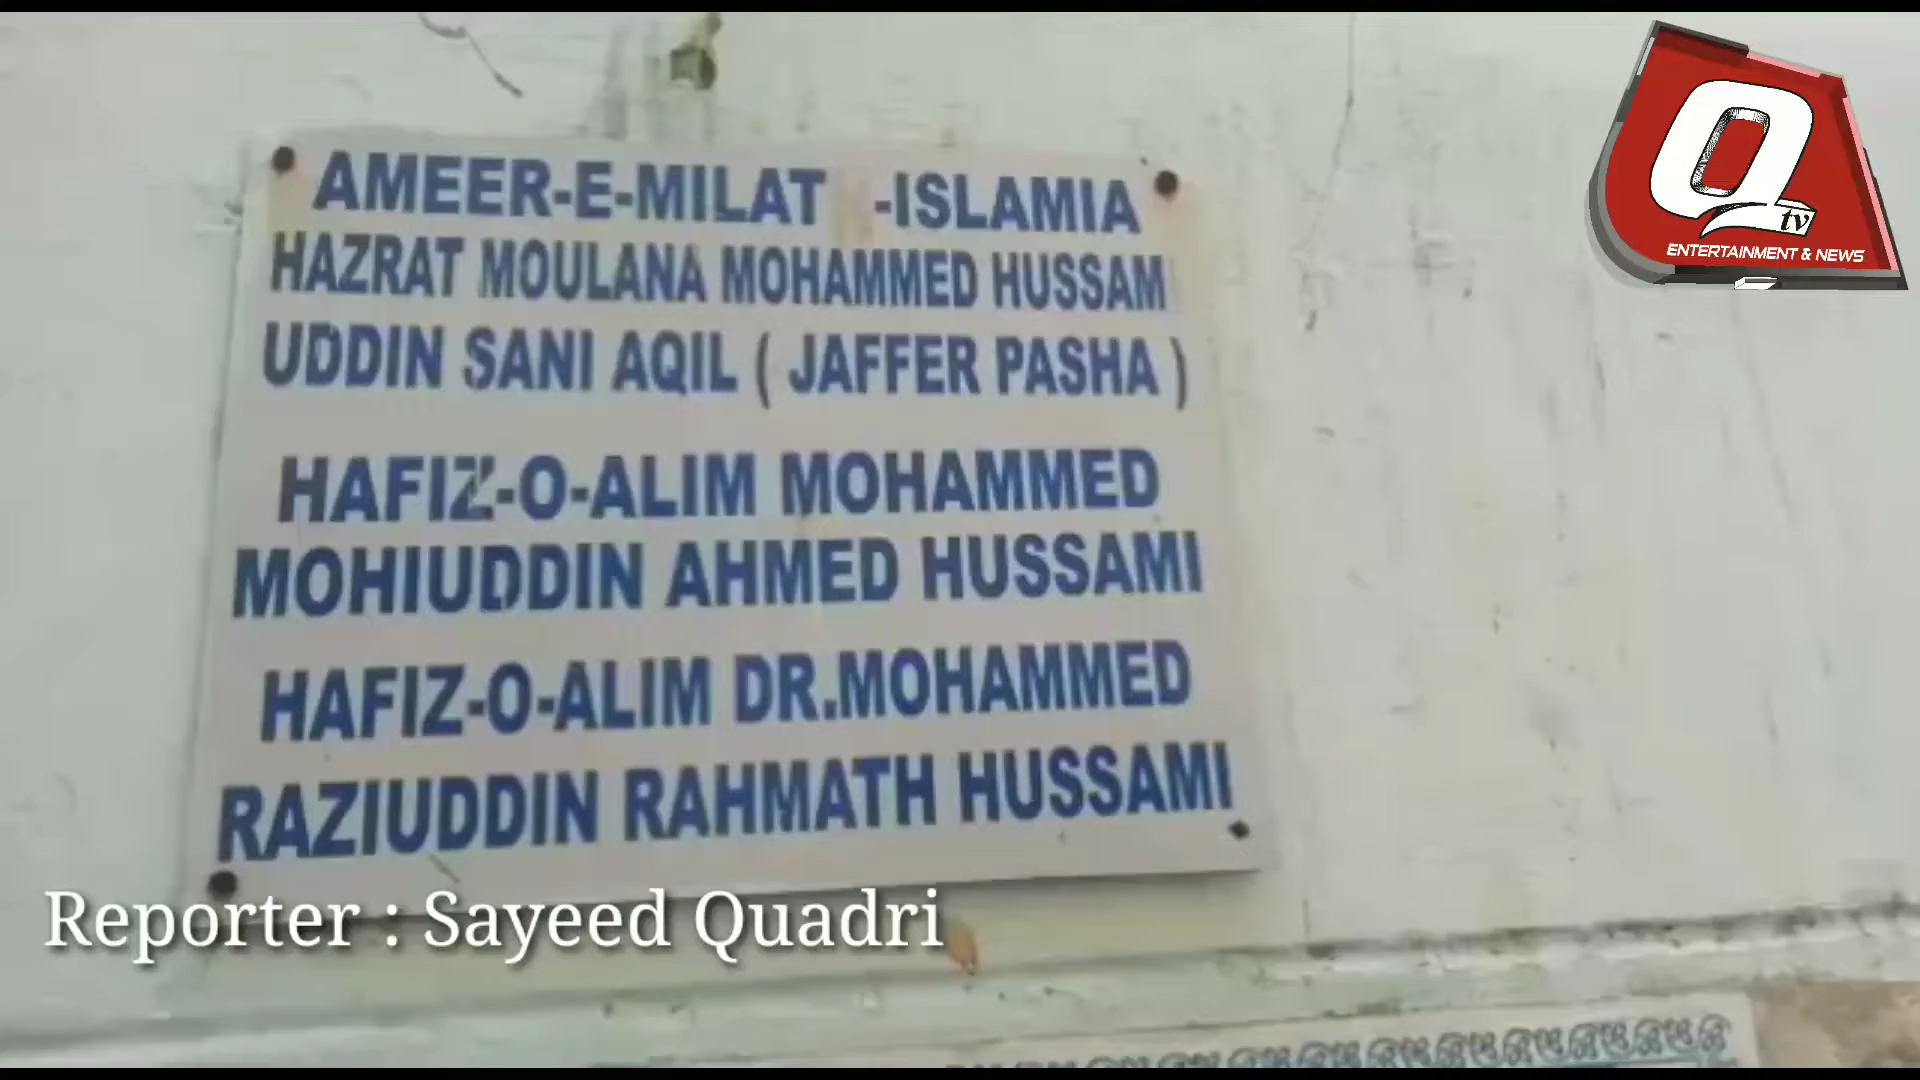 AMEER-E-MILAT -ISLAMIA
HAZRAT MOULANA MOHAMMED HUSSAM
UDDIN SANI AQIL ( JAFFER PASHA )
HAFIZ-O-ALIM MOHAMMED
MOHIUDDIN AHMED HUSSAMI
HAFIZ-O-ALIM DR.MOHAMMED
RAZIUDDIN RAHMATH HUSSAMI
Reporter : Sayeed Quadri
Q
tv
ENTERTAINMENT & NEWS